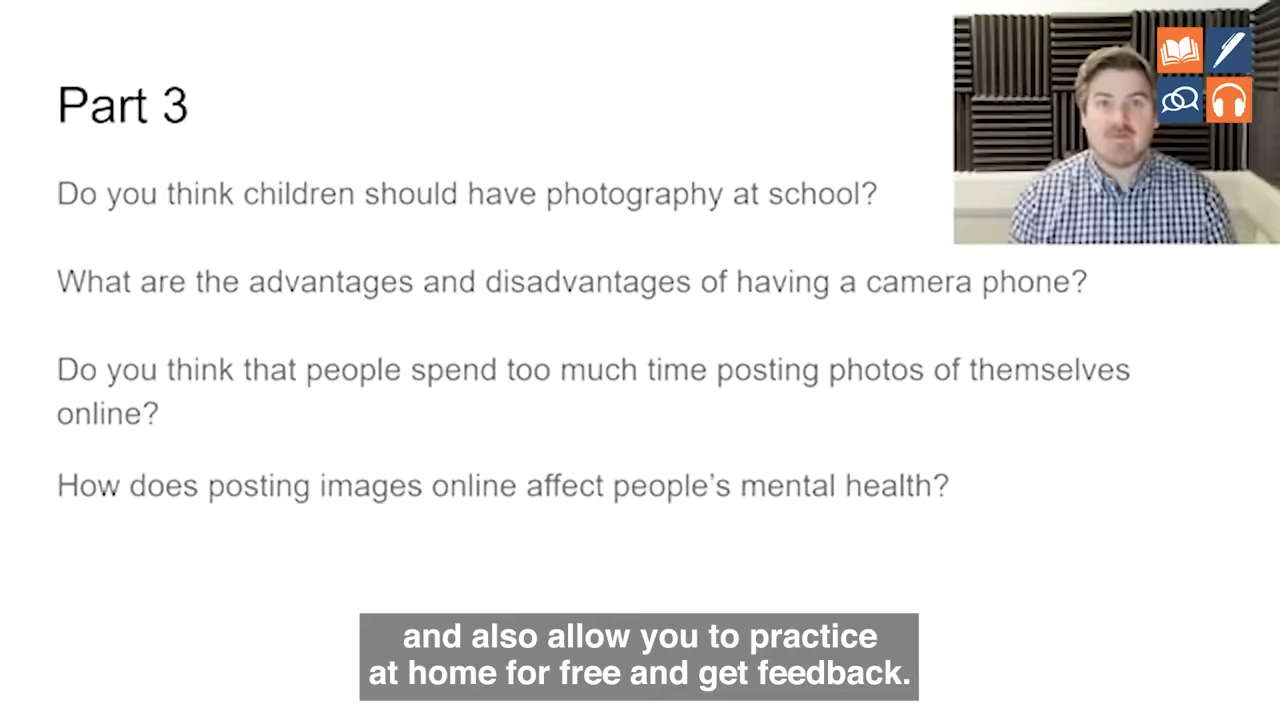 Part 3
Do you think children should have photography at school?
What are the advantages and disadvantages of having a camera phone?
Do you think that people spend too much time posting photos of themselves
online?
How does posting images online affect people’s mental health?
and also allow you to practice
at home for free and get feedback.